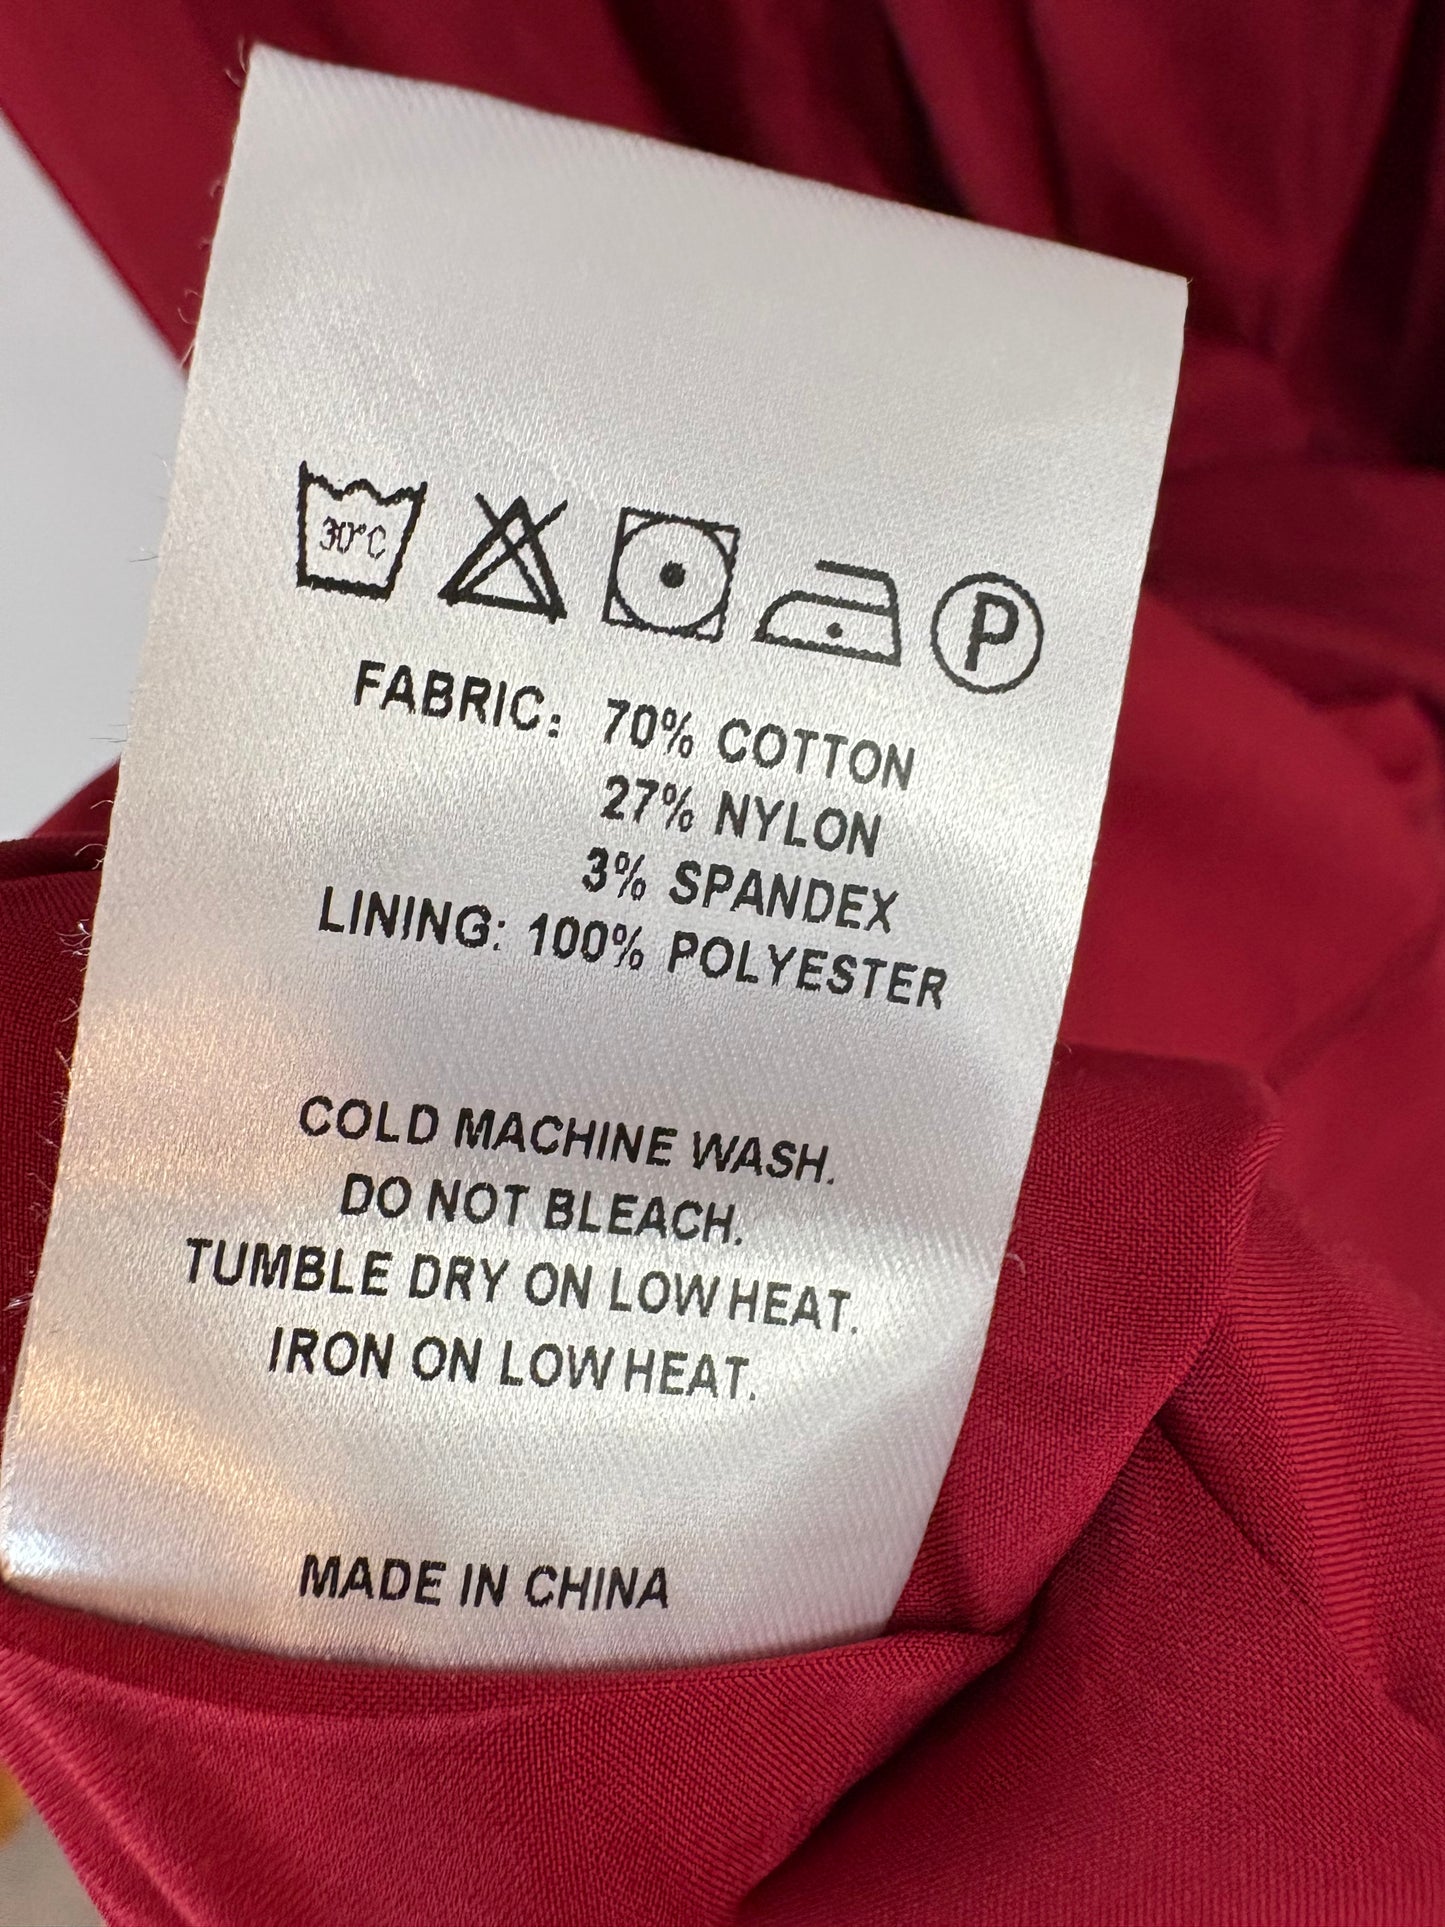 30°C
P
FABRIC: 70% COTTON
27% NYLON
3% SPANDEX
LINING: 100% POLYESTER
COLD MACHINE WASH.
DO NOT BLEACH.
TUMBLE DRY ON LOW HEAT.
IRON ON LOW HEAT.
MADE IN CHINA